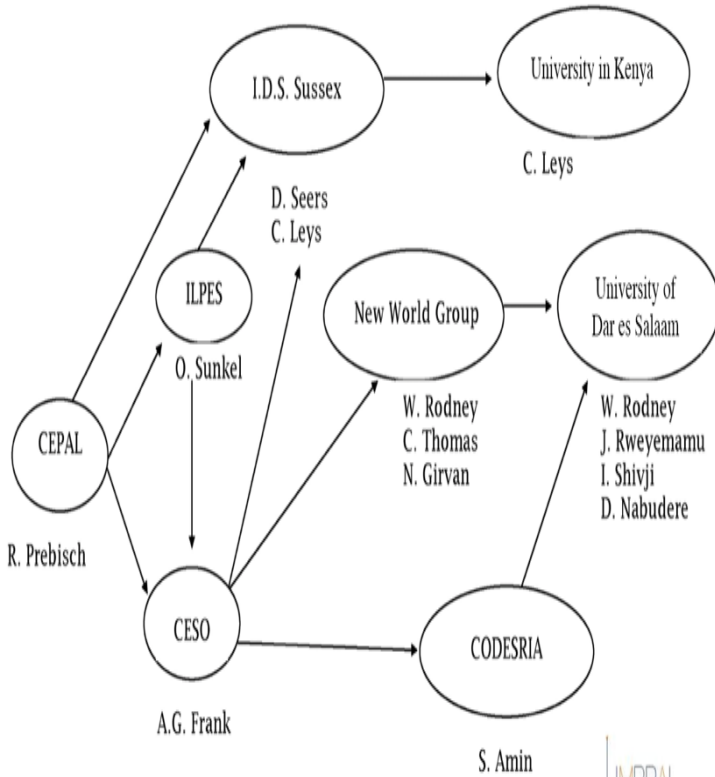 I.D.S. Sussex
University in Kenya
C. Leys
D. Seers
C. Leys
ILPES
O. Sunkel
New World Group
University of
Dar es Salaam
W. Rodney
C. Thomas
N. Girvan
W. Rodney
J. Rweyemamu
I. Shivji
D. Nabudere
CEPAL
R. Prebisch
CESO
A.G. Frank
CODESRIA
S. Amin